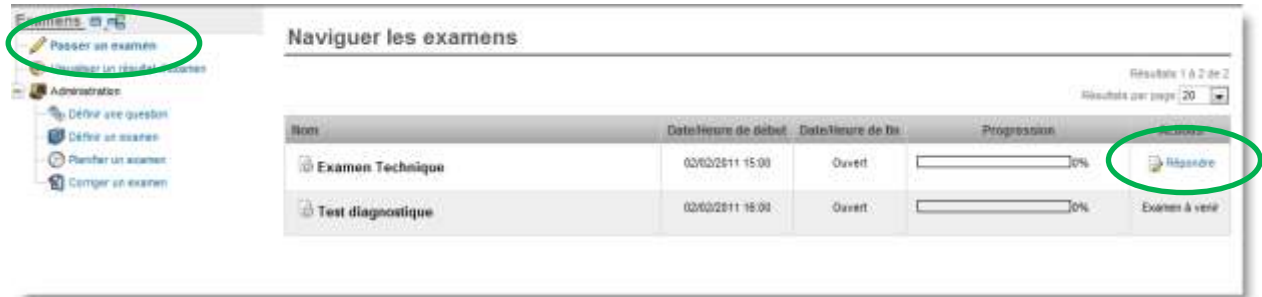 Examens
Passer un examen
Visualiser un résultat d'examen
Administration
Définir une question
Définir un examen
Planifier un examen
Corriger un examen
Naviguer les examens
Résultats 1 à 2 de 2
Résultats par page 20
Nom Date/Heure de début Date/Heure de fin Progression Actions
Examen Technique 02/02/2011 15:00 Ouvert 0% Répondre
Test diagnostique 02/02/2011 16:00 Ouvert 0% Examen à venir